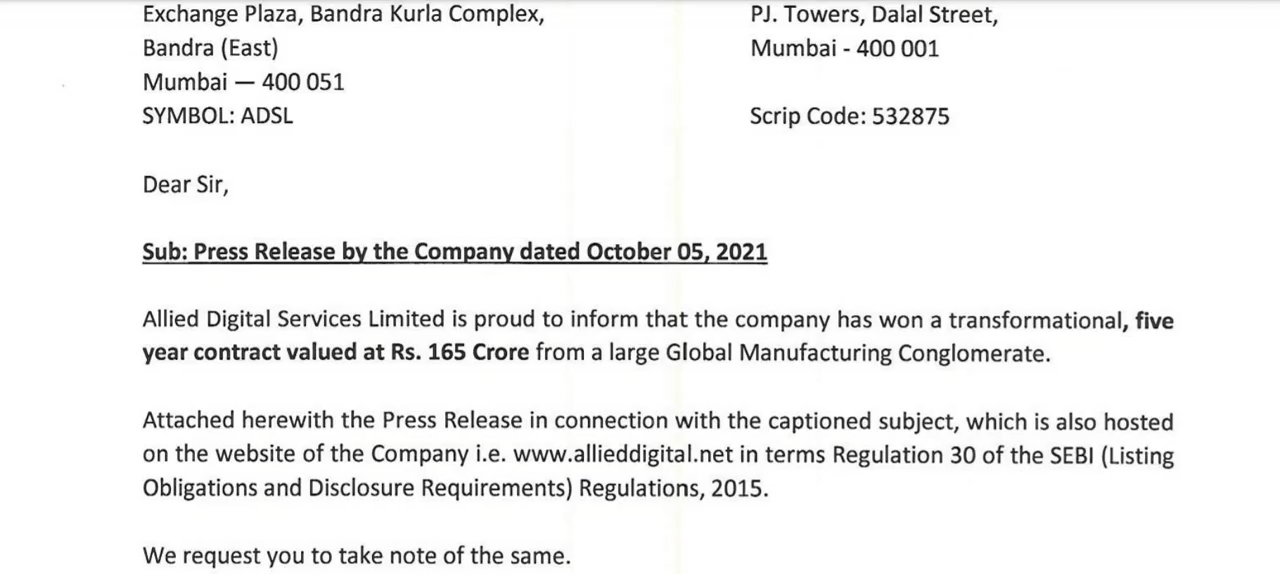 Exchange Plaza, Bandra Kurla Complex,
Bandra (East)
Mumbai — 400 051
SYMBOL: ADSL
PJ. Towers, Dalal Street,
Mumbai - 400 001
Scrip Code: 532875
Dear Sir,
Sub: Press Release by the Company dated October 05, 2021
Allied Digital Services Limited is proud to inform that the company has won a transformational, five
year contract valued at Rs. 165 Crore from a large Global Manufacturing Conglomerate.
Attached herewith the Press Release in connection with the captioned subject, which is also hosted
on the website of the Company i.e. www.allieddigital.net in terms Regulation 30 of the SEBI (Listing
Obligations and Disclosure Requirements) Regulations, 2015.
We request you to take note of the same.